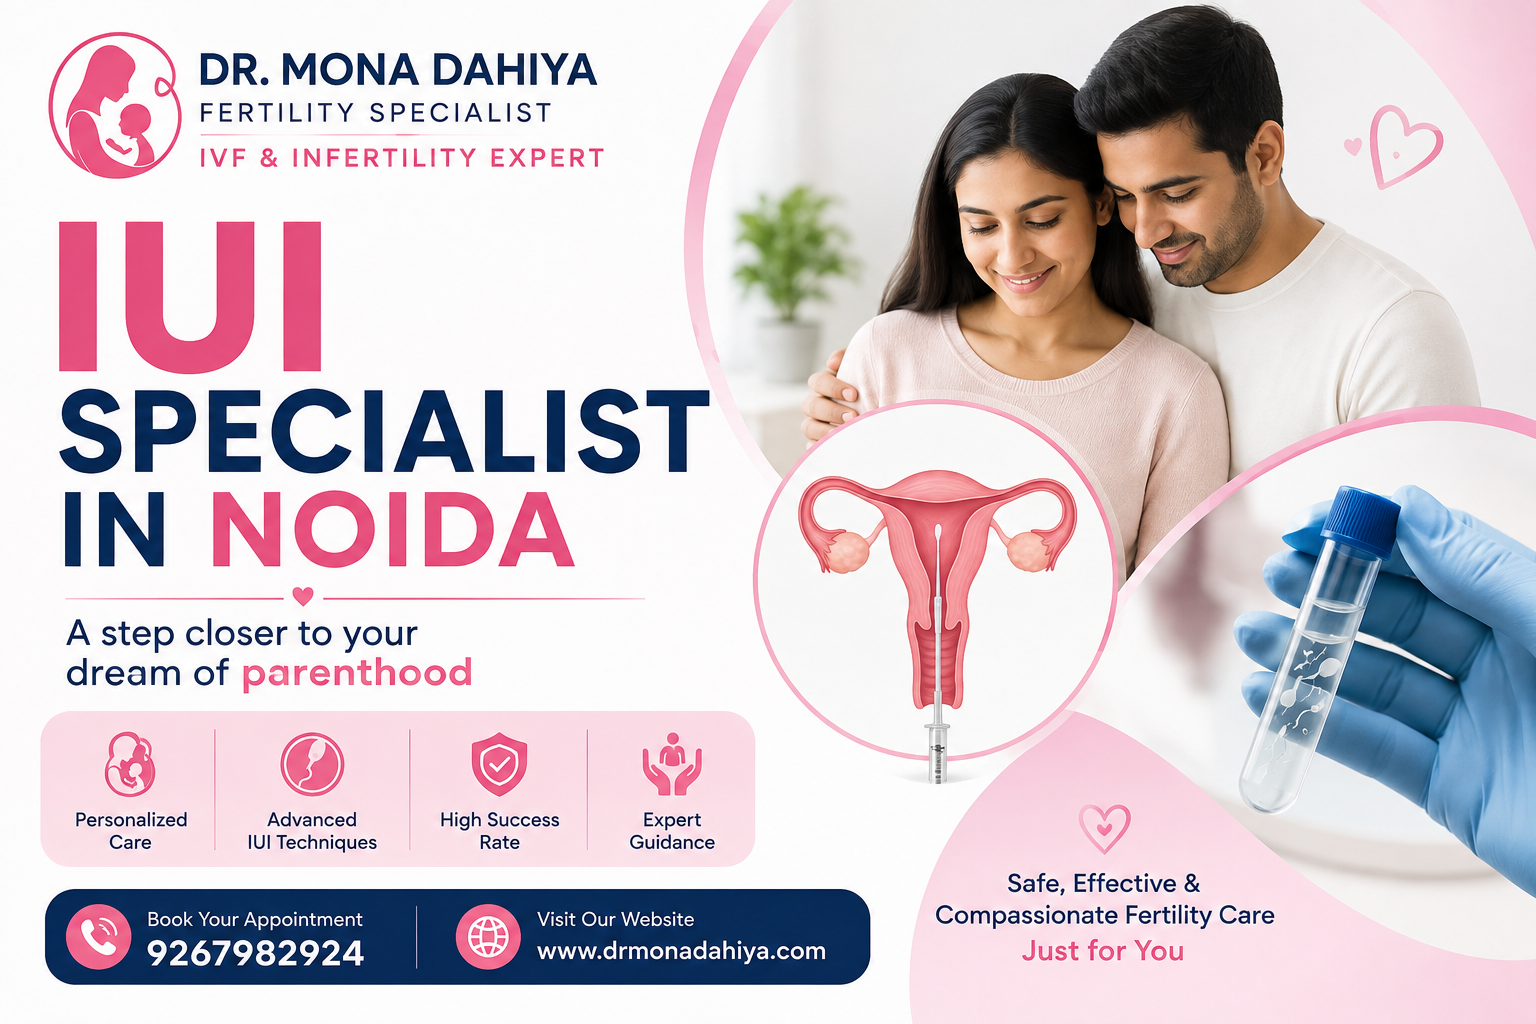 DR. MONA DAHIYA
FERTILITY SPECIALIST
IVF & INFERTILITY EXPERT
IUI
SPECIALIST
IN NOIDA
A step closer to your
dream of parenthood
Personalized
Care
Advanced
IUI Techniques
High Success
Rate
Expert
Guidance
Book Your Appointment
9267982924
Visit Our Website
www.drmonadahiya.com
Safe, Effective &
Compassionate Fertility Care
Just for You